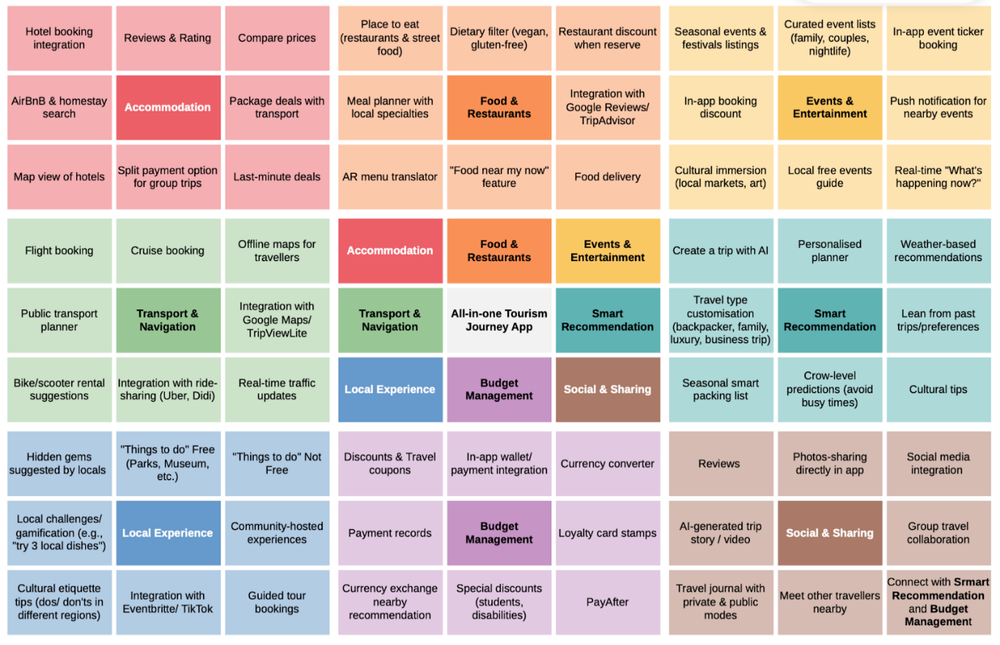 Hotel booking
integration
Reviews & Rating
Compare prices
AirBnB & homestay
search
Accommodation
Package deals with
transport
Map view of hotels
Split payment option
for group trips
Last-minute deals
Place to eat
(restaurants & street
food)
Dietary filter (vegan,
gluten-free)
Restaurant discount
when reserve
Meal planner with
local specialties
Food &
Restaurants
Integration with
Google Reviews/
TripAdvisor
AR menu translator
"Food near my now"
feature
Food delivery
Seasonal events &
festivals listings
Curated event lists
(family, couples,
nightlife)
In-app event ticker
booking
In-app booking
discount
Events &
Entertainment
Push notification for
nearby events
Cultural immersion
(local markets, art)
Local free events
guide
Real-time "What's
happening now?"
Flight booking
Cruise booking
Offline maps for
travellers
Public transport
planner
Transport &
Navigation
Integration with
Google Maps/
TripViewLite
Bike/scooter rental
suggestions
Integration with ride-
sharing (Uber, Didi)
Real-time traffic
updates
Accommodation
Food &
Restaurants
Events &
Entertainment
Transport &
Navigation
All-in-one Tourism
Journey App
Smart
Recommendation
Local Experience
Budget
Management
Social & Sharing
Create a trip with AI
Personalised
planner
Weather-based
recommendations
Travel type
customisation
(backpacker, family,
luxury, business trip)
Smart
Recommendation
Lean from past
trips/preferences
Seasonal smart
packing list
Crow-level
predictions (avoid
busy times)
Cultural tips
Hidden gems
suggested by locals
"Things to do" Free
(Parks, Museum,
etc.)
"Things to do" Not
Free
Local challenges/
gamification (e.g.,
"try 3 local dishes")
Local Experience
Community-hosted
experiences
Cultural etiquette
tips (dos/ don'ts in
different regions)
Integration with
Eventbritte/ TikTok
Guided tour
bookings
Discounts & Travel
coupons
In-app wallet/
payment integration
Currency converter
Payment records
Budget
Management
Loyalty card stamps
Currency exchange
nearby
recommendation
Special discounts
(students,
disabilities)
PayAfter
Reviews
Photos-sharing
directly in app
Social media
integration
AI-generated trip
story / video
Social & Sharing
Group travel
collaboration
Travel journal with
private & public
modes
Meet other travellers
nearby
Connect with Srmart
Recommendation
and Budget
Management